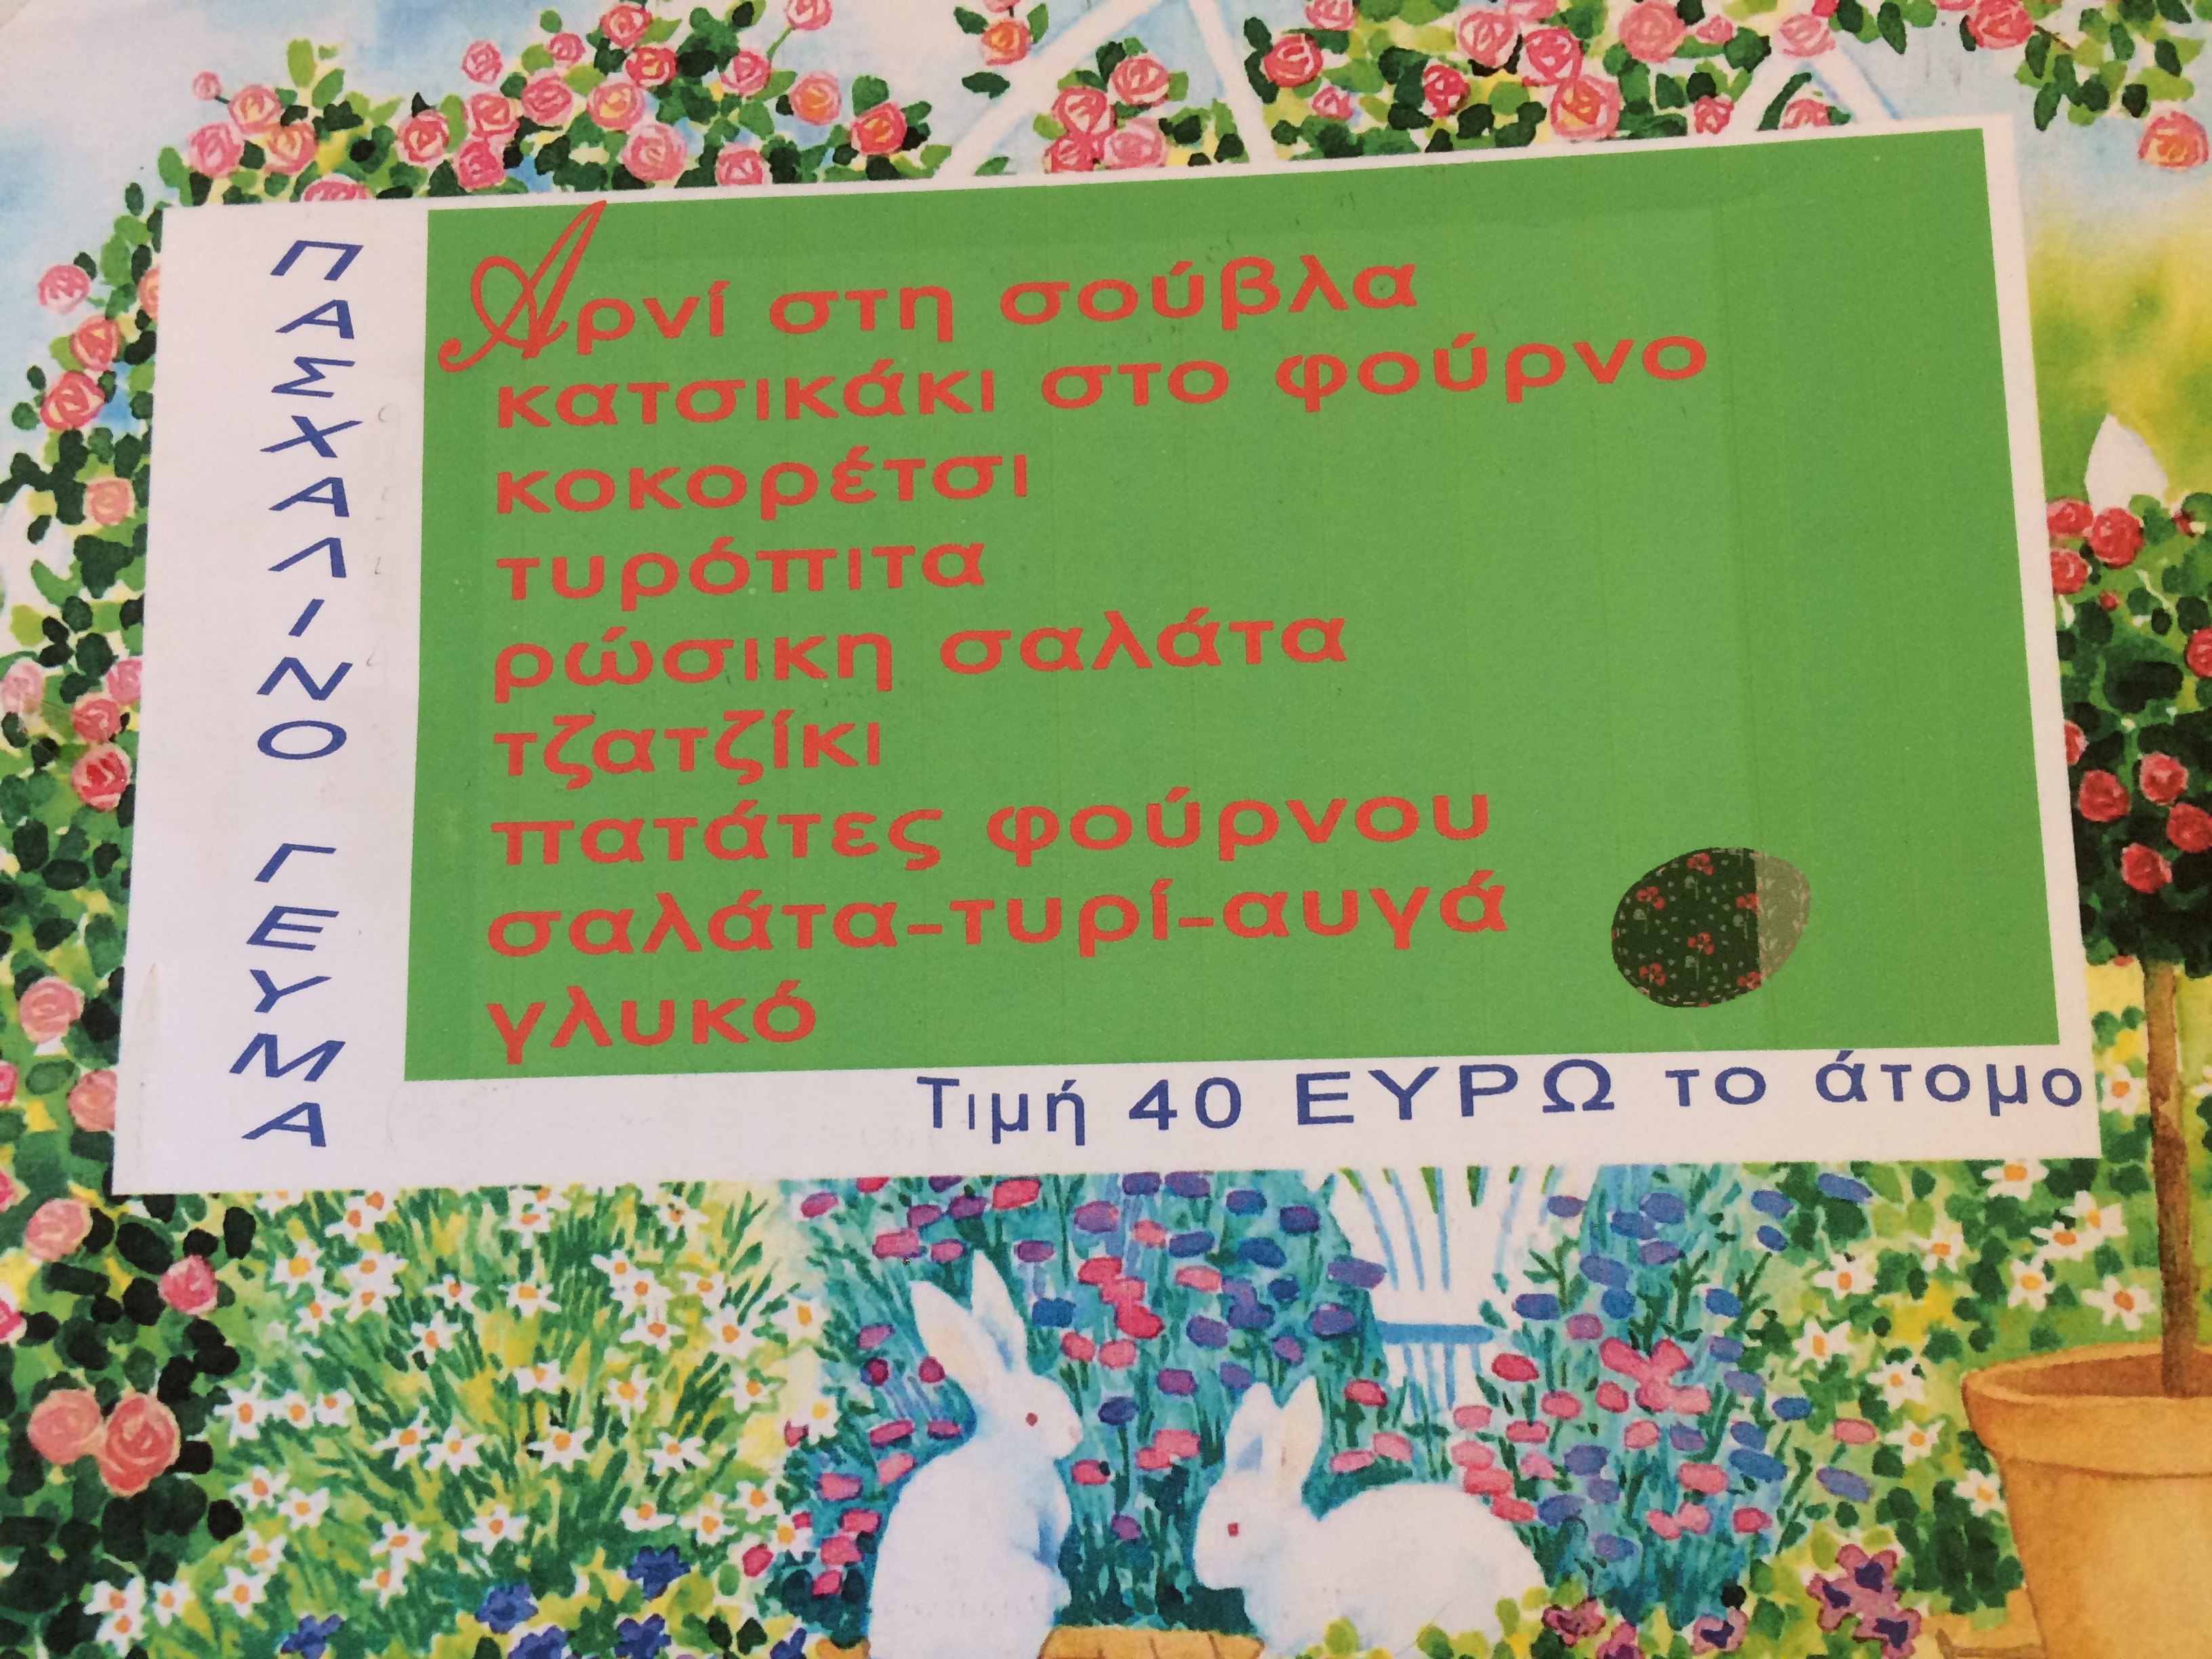 ΠΑΣΧΑΛΙΝΟ ΓΕΥΜΑ
Αρνί στη σούβλα
κατσικάκι στο φούρνο
κοκορέτσι
τυρόπιτα
ρώσικη σαλάτα
τζατζίκι
πατάτες φούρνου
σαλάτα-τυρί-αυγά
γλυκό
Τιμή 40 ΕΥΡΩ το άτομο